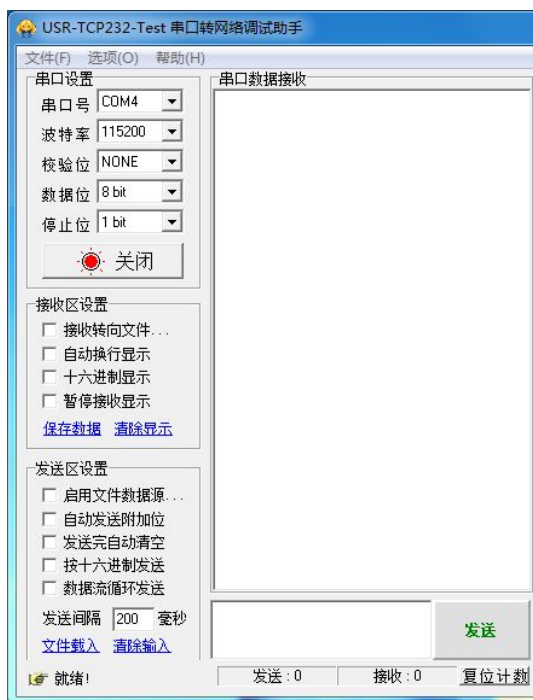 USR-TCP232-Test 串口转网络调试助手
文件(F) 选项(O) 帮助(H)
串口设置
串口号 COM4
波特率 115200
校验位 NONE
数据位 8 bit
停止位 1 bit
关闭
接收区设置
接收转向文件...
自动换行显示
十六进制显示
暂停接收显示
保存数据 清除显示
发送区设置
启用文件数据源...
自动发送附加位
发送完自动清空
按十六进制发送
数据流循环发送
发送间隔 200 毫秒
文件载入 清除输入
串口数据接收
发送
就绪!
发送 : 0
接收 : 0
复位计数